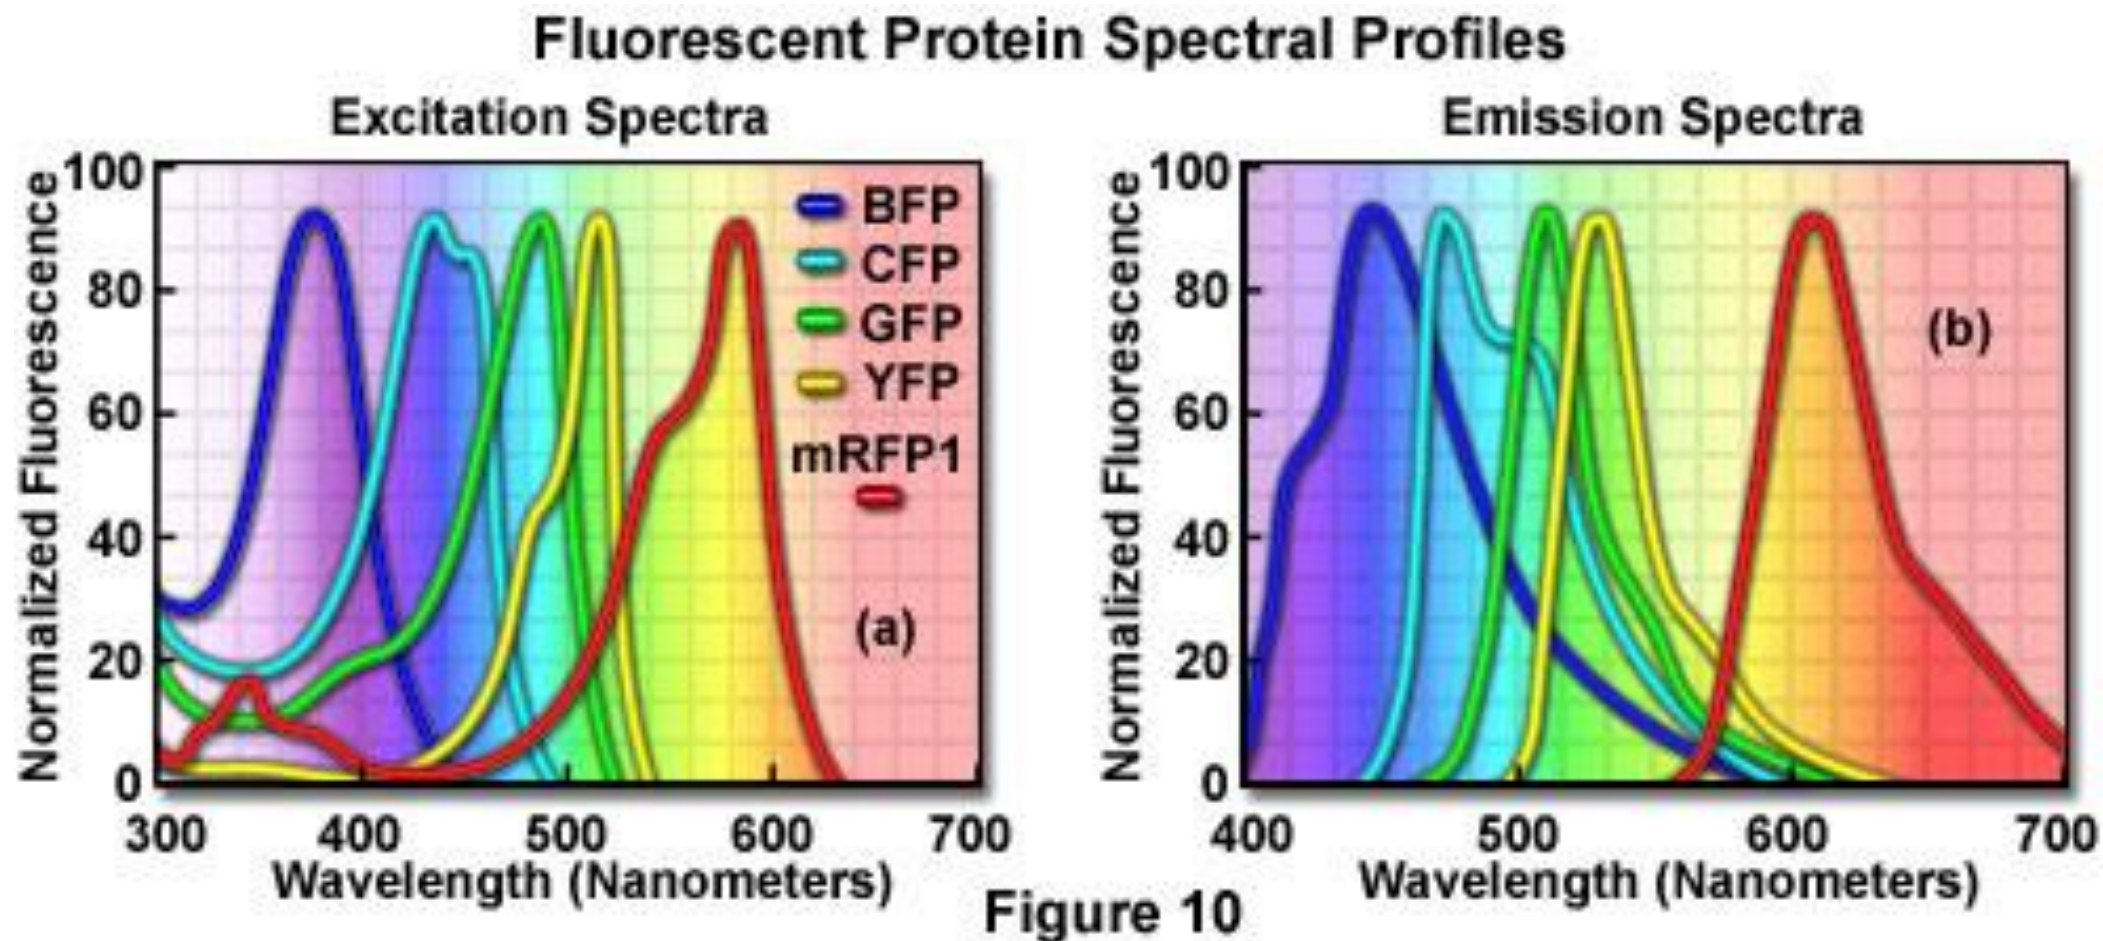 Fluorescent Protein Spectral Profiles
Excitation Spectra
Normalized Fluorescence
100
80
60
40
20
0
300 400 500 600 700
Wavelength (Nanometers)
BFP
CFP
GFP
YFP
mRFP1
(a)
Emission Spectra
Normalized Fluorescence
100
80
60
40
20
0
400 500 600 700
Wavelength (Nanometers)
(b)
Figure 10